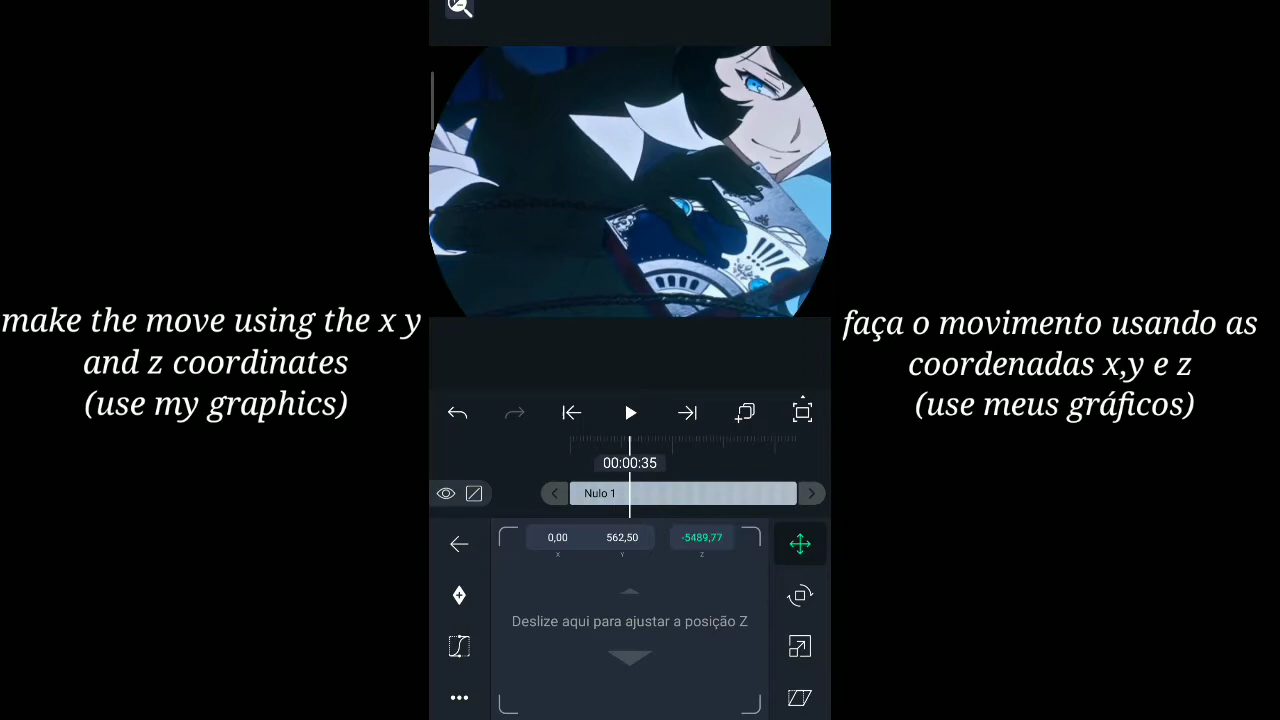 make the move using the x y
and z coordinates
(use my graphics)
faça o movimento usando as
coordenadas x,y e z
(use meus gráficos)
00:00:35
Nulo 1
0,00 562,50 -5489,77
X Y Z
Deslize aqui para ajustar a posição Z